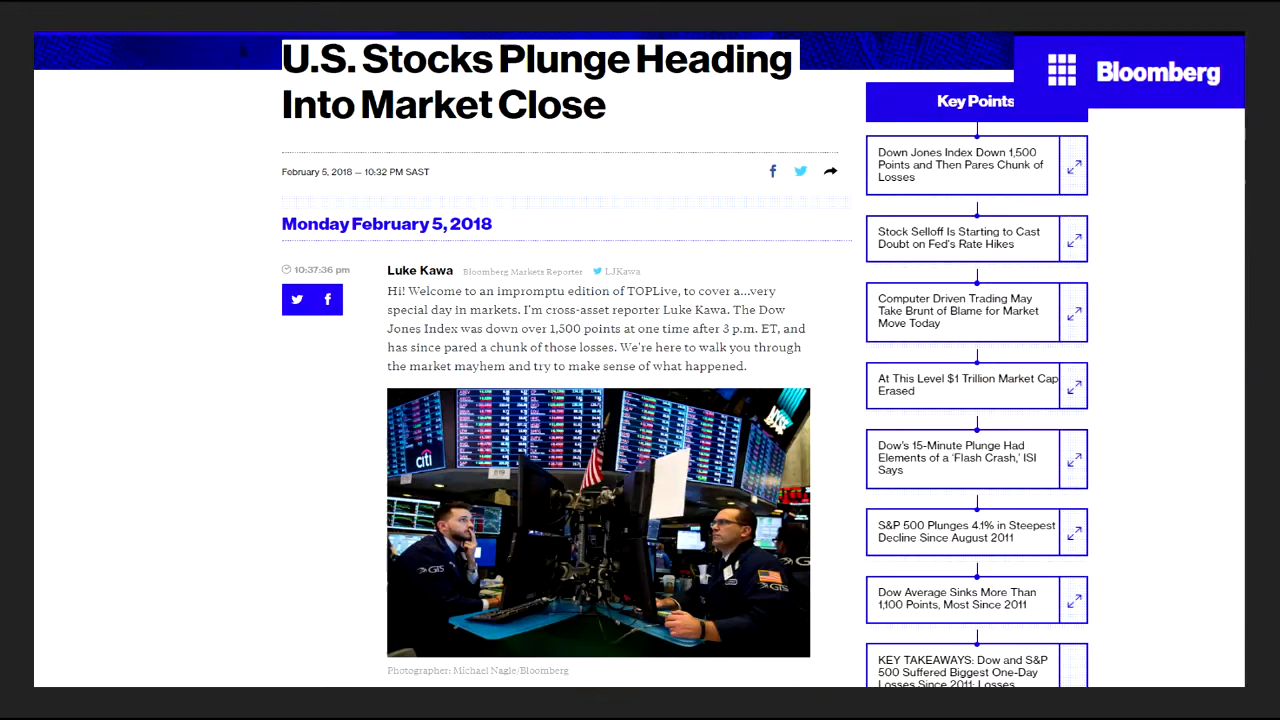 U.S. Stocks Plunge Heading
Into Market Close
Bloomberg
February 5, 2018 — 10:32 PM SAST
Monday February 5, 2018
10:37:36 pm
Luke Kawa Bloomberg Markets Reporter LJKawa
Hi! Welcome to an impromptu edition of TOPLive, to cover a...very
special day in markets. I'm cross-asset reporter Luke Kawa. The Dow
Jones Index was down over 1,500 points at one time after 3 p.m. ET, and
has since pared a chunk of those losses. We're here to walk you through
the market mayhem and try to make sense of what happened.
citi
GTS
GTS
Photographer: Michael Nagle/Bloomberg
Key Points
Down Jones Index Down 1,500
Points and Then Pares Chunk of
Losses
Stock Selloff Is Starting to Cast
Doubt on Fed's Rate Hikes
Computer Driven Trading May
Take Brunt of Blame for Market
Move Today
At This Level $1 Trillion Market Cap
Erased
Dow's 15-Minute Plunge Had
Elements of a 'Flash Crash,' ISI
Says
S&P 500 Plunges 4.1% in Steepest
Decline Since August 2011
Dow Average Sinks More Than
1,100 Points, Most Since 2011
KEY TAKEAWAYS: Dow and S&P
500 Suffered Biggest One-Day
Losses Since 2011; Losses